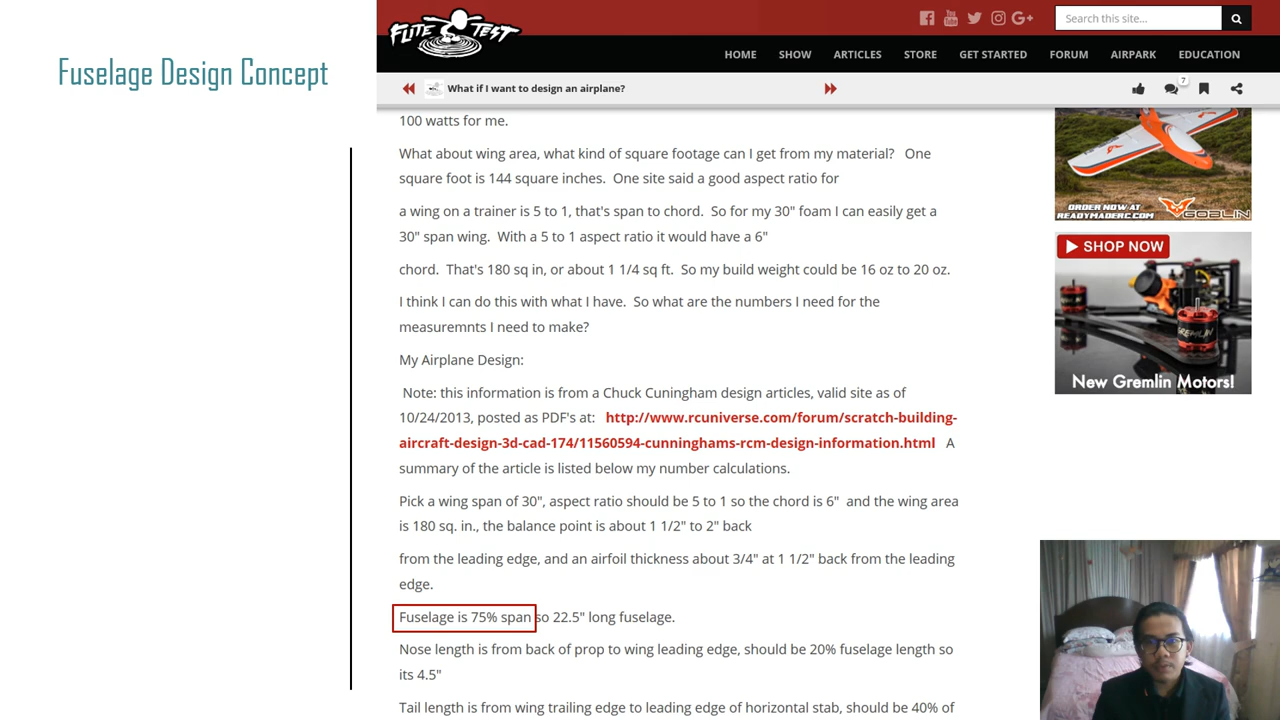 Fuselage Design Concept
FLITE TEST
You
Tube
G+
Search this site...
HOME
SHOW
ARTICLES
STORE
GET STARTED
FORUM
AIRPARK
EDUCATION
What if I want to design an airplane?
7
100 watts for me.
What about wing area, what kind of square footage can I get from my material? One
square foot is 144 square inches. One site said a good aspect ratio for
a wing on a trainer is 5 to 1, that's span to chord. So for my 30" foam I can easily get a
30" span wing. With a 5 to 1 aspect ratio it would have a 6"
chord. That's 180 sq in, or about 1 1/4 sq ft. So my build weight could be 16 oz to 20 oz.
I think I can do this with what I have. So what are the numbers I need for the
measuremnts I need to make?
My Airplane Design:
Note: this information is from a Chuck Cuningham design articles, valid site as of
10/24/2013, posted as PDF's at: http://www.rcuniverse.com/forum/scratch-building-
aircraft-design-3d-cad-174/11560594-cunninghams-rcm-design-information.html A
summary of the article is listed below my number calculations.
Pick a wing span of 30", aspect ratio should be 5 to 1 so the chord is 6" and the wing area
is 180 sq. in., the balance point is about 1 1/2" to 2" back
from the leading edge, and an airfoil thickness about 3/4" at 1 1/2" back from the leading
edge.
Fuselage is 75% span so 22.5" long fuselage.
Nose length is from back of prop to wing leading edge, should be 20% fuselage length so
its 4.5"
Tail length is from wing trailing edge to leading edge of horizontal stab, should be 40% of
ORDER NOW AT
READYMADERC.COM
GOBLIN
SHOP NOW
GREMLIN
New Gremlin Motors!